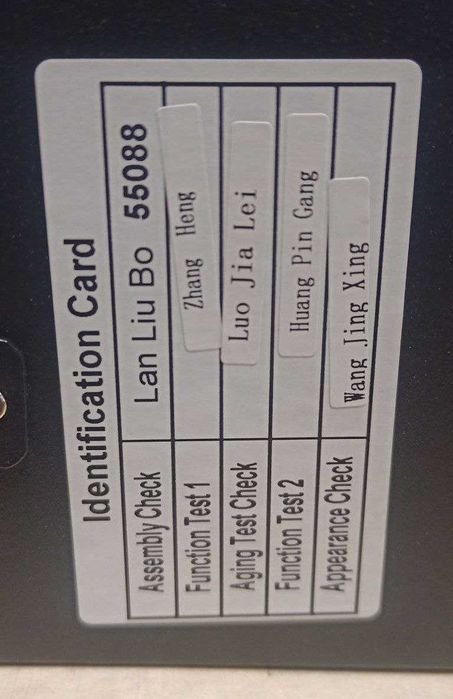 Identification Card
Assembly Check Lan Liu Bo 55088
Function Test 1 Zhang Heng
Aging Test Check Luo Jia Lei
Function Test 2 Huang Pin Gang
Appearance Check Wang Jing Xing